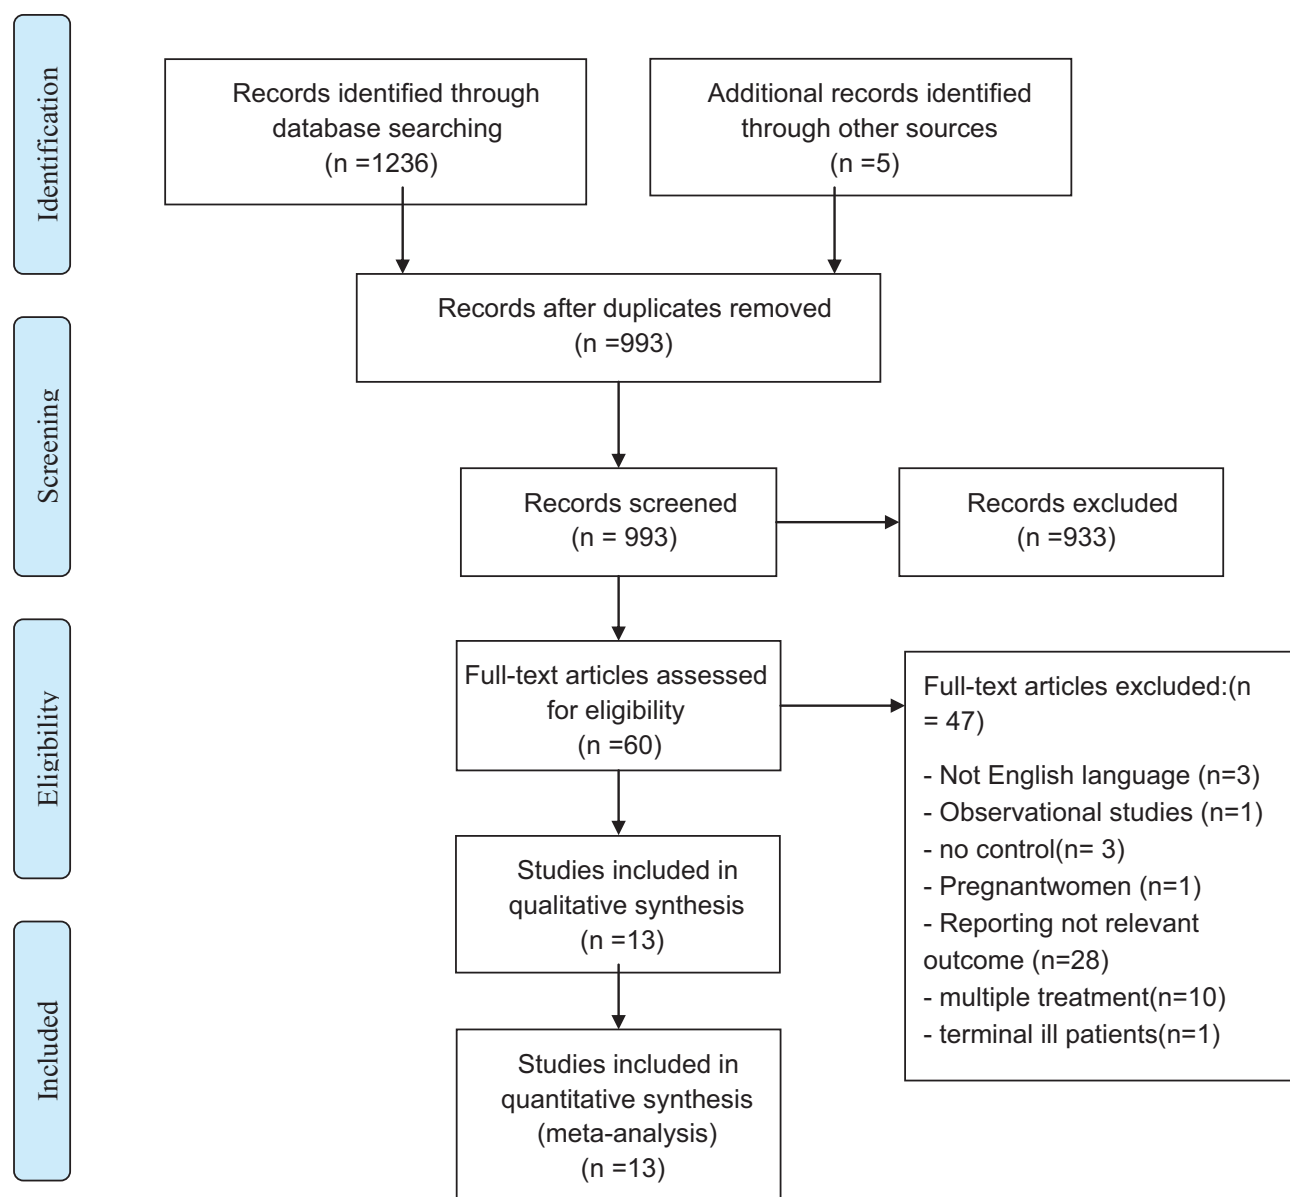 Identification
Records identified through
database searching
(n =1236)
Additional records identified
through other sources
(n =5)
Records after duplicates removed
(n =993)
Screening
Records screened
(n = 993)
Records excluded
(n =933)
Eligibility
Full-text articles assessed
for eligibility
(n =60)
Full-text articles excluded:(n
= 47)
- Not English language (n=3)
- Observational studies (n=1)
- no control(n= 3)
- Pregnantwomen (n=1)
- Reporting not relevant
outcome (n=28)
- multiple treatment(n=10)
- terminal ill patients(n=1)
Studies included in
qualitative synthesis
(n =13)
Included
Studies included in
quantitative synthesis
(meta-analysis)
(n =13)